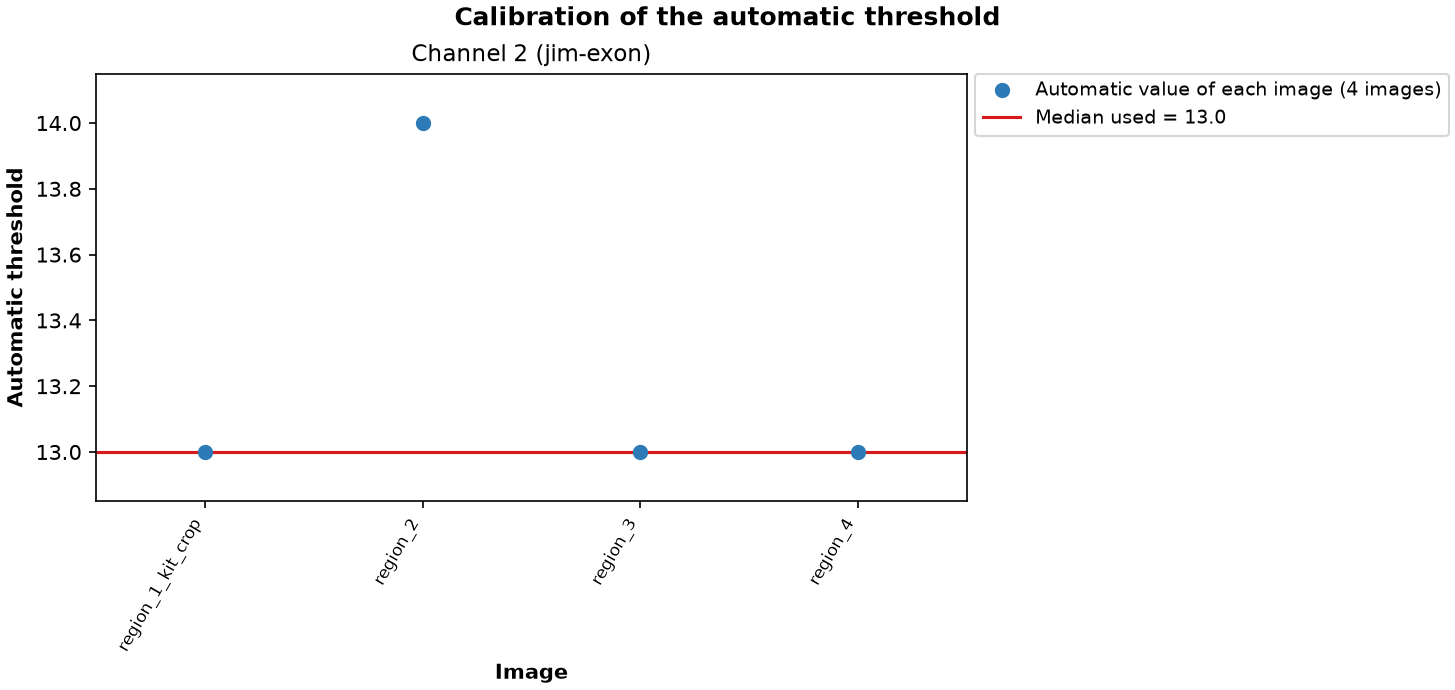 Calibration of the automatic threshold
Channel 2 (jim-exon)
Automatic value of each image (4 images)
Median used = 13.0
Automatic threshold
14.0
13.8
13.6
13.4
13.2
13.0
region_1_kit_crop
region_2
region_3
region_4
Image